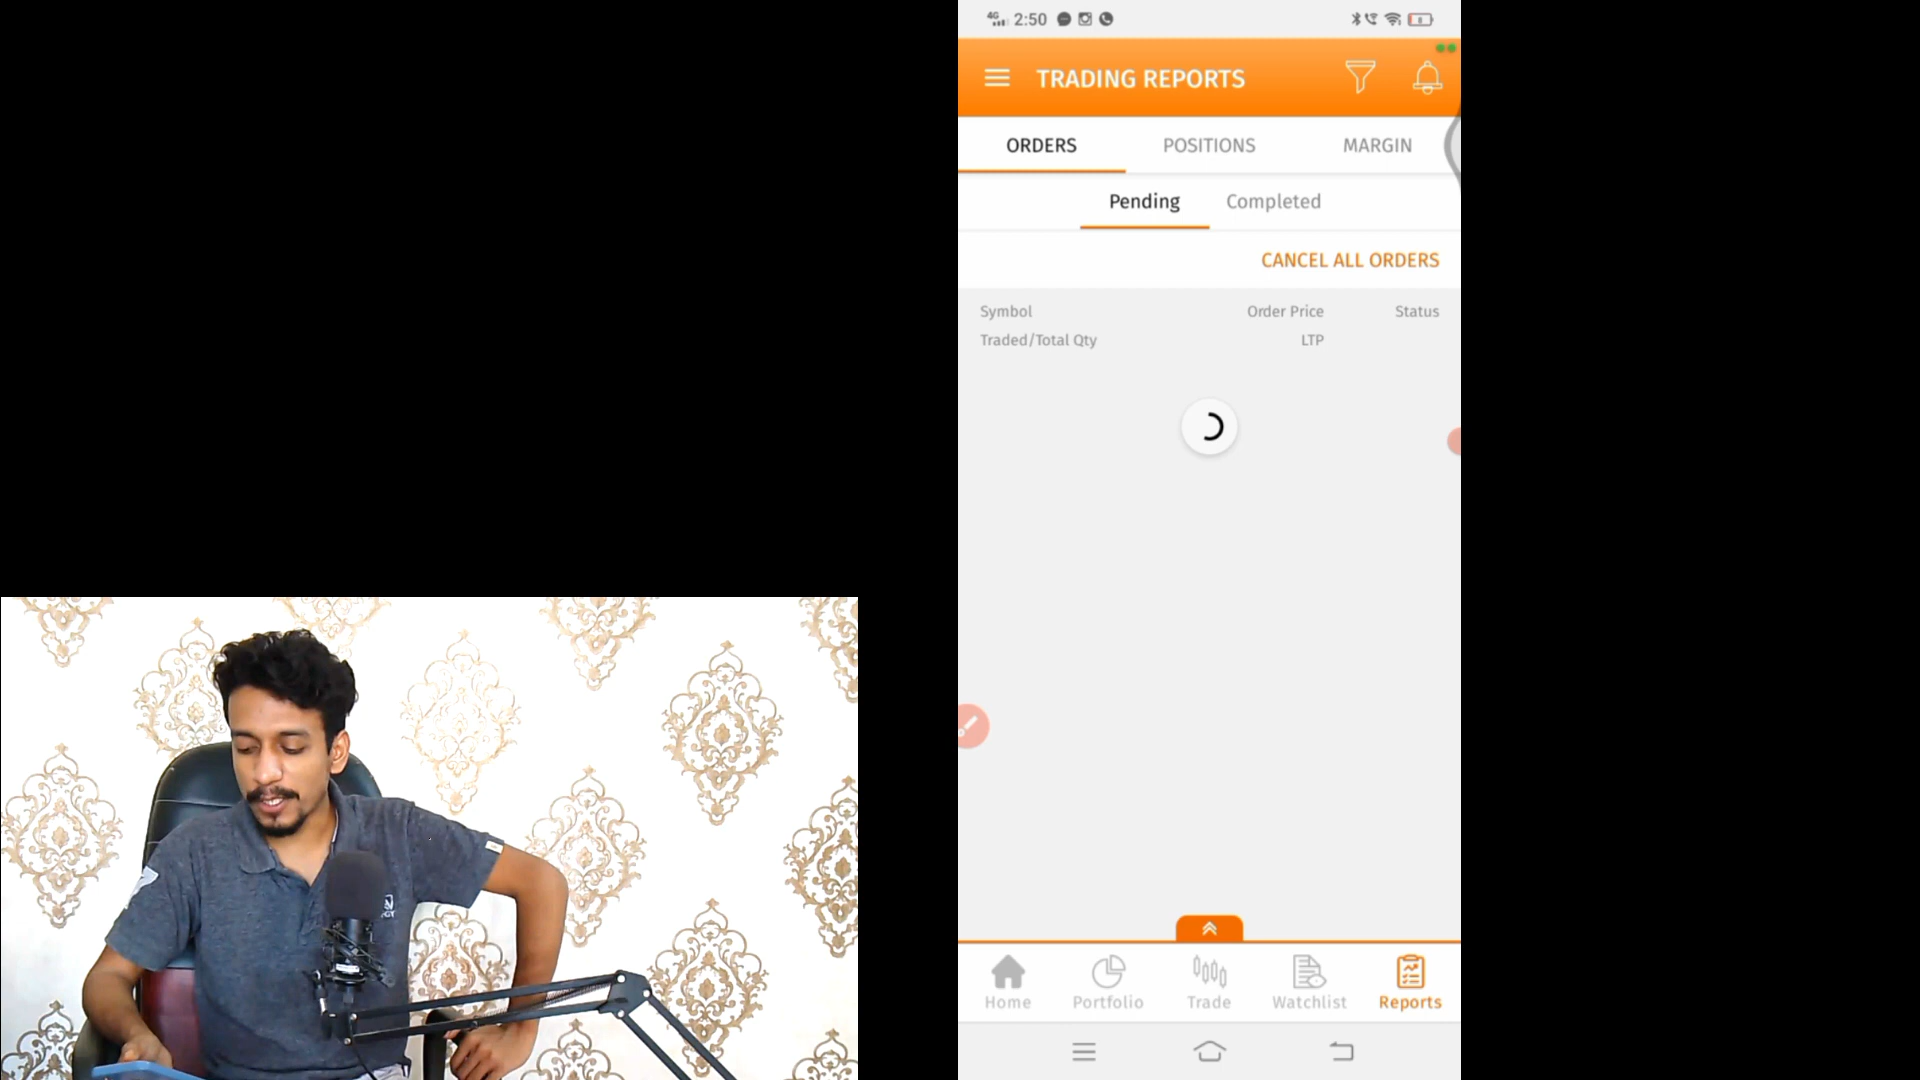 4G 2:50
TRADING REPORTS
ORDERS POSITIONS MARGIN
Pending Completed
CANCEL ALL ORDERS
Symbol Order Price Status
Traded/Total Qty LTP
Home Portfolio Trade Watchlist Reports